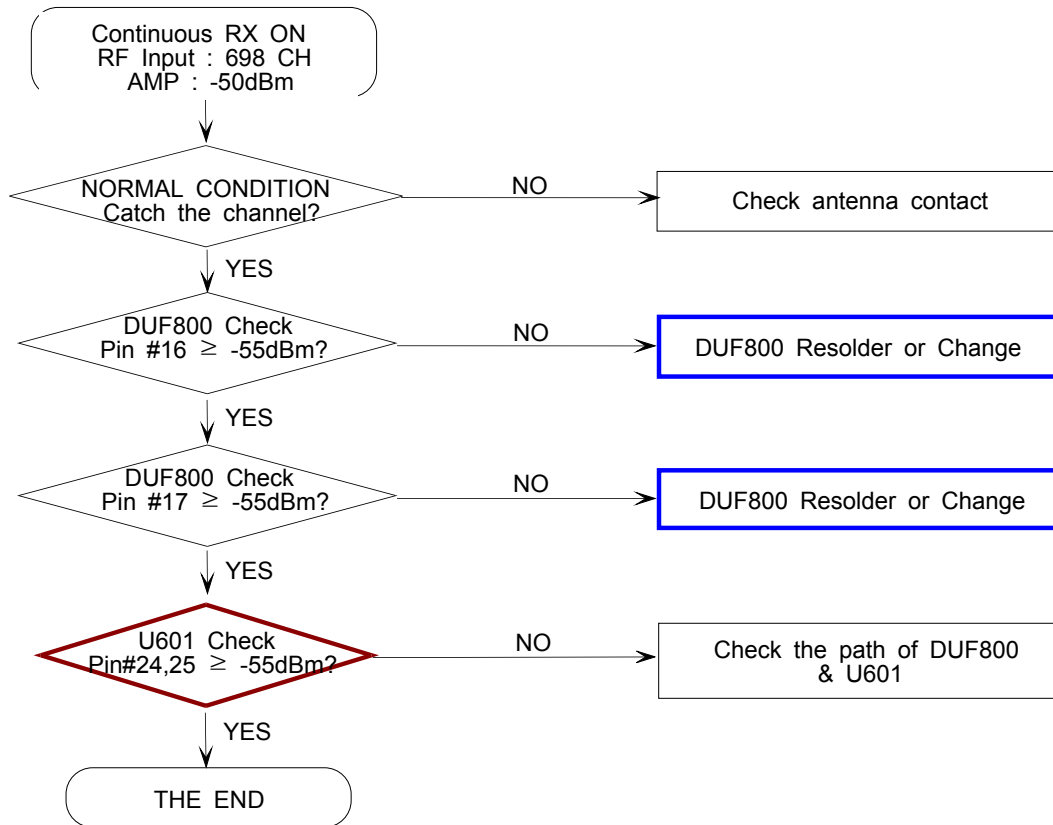 Continuous RX ON
RF Input : 698 CH
AMP : -50dBm
NORMAL CONDITION
Catch the channel?
NO
Check antenna contact
YES
DUF800 Check
Pin #16 ≥ -55dBm?
NO
DUF800 Resolder or Change
YES
DUF800 Check
Pin #17 ≥ -55dBm?
NO
DUF800 Resolder or Change
YES
U601 Check
Pin#24,25 ≥ -55dBm?
NO
Check the path of DUF800
& U601
YES
THE END